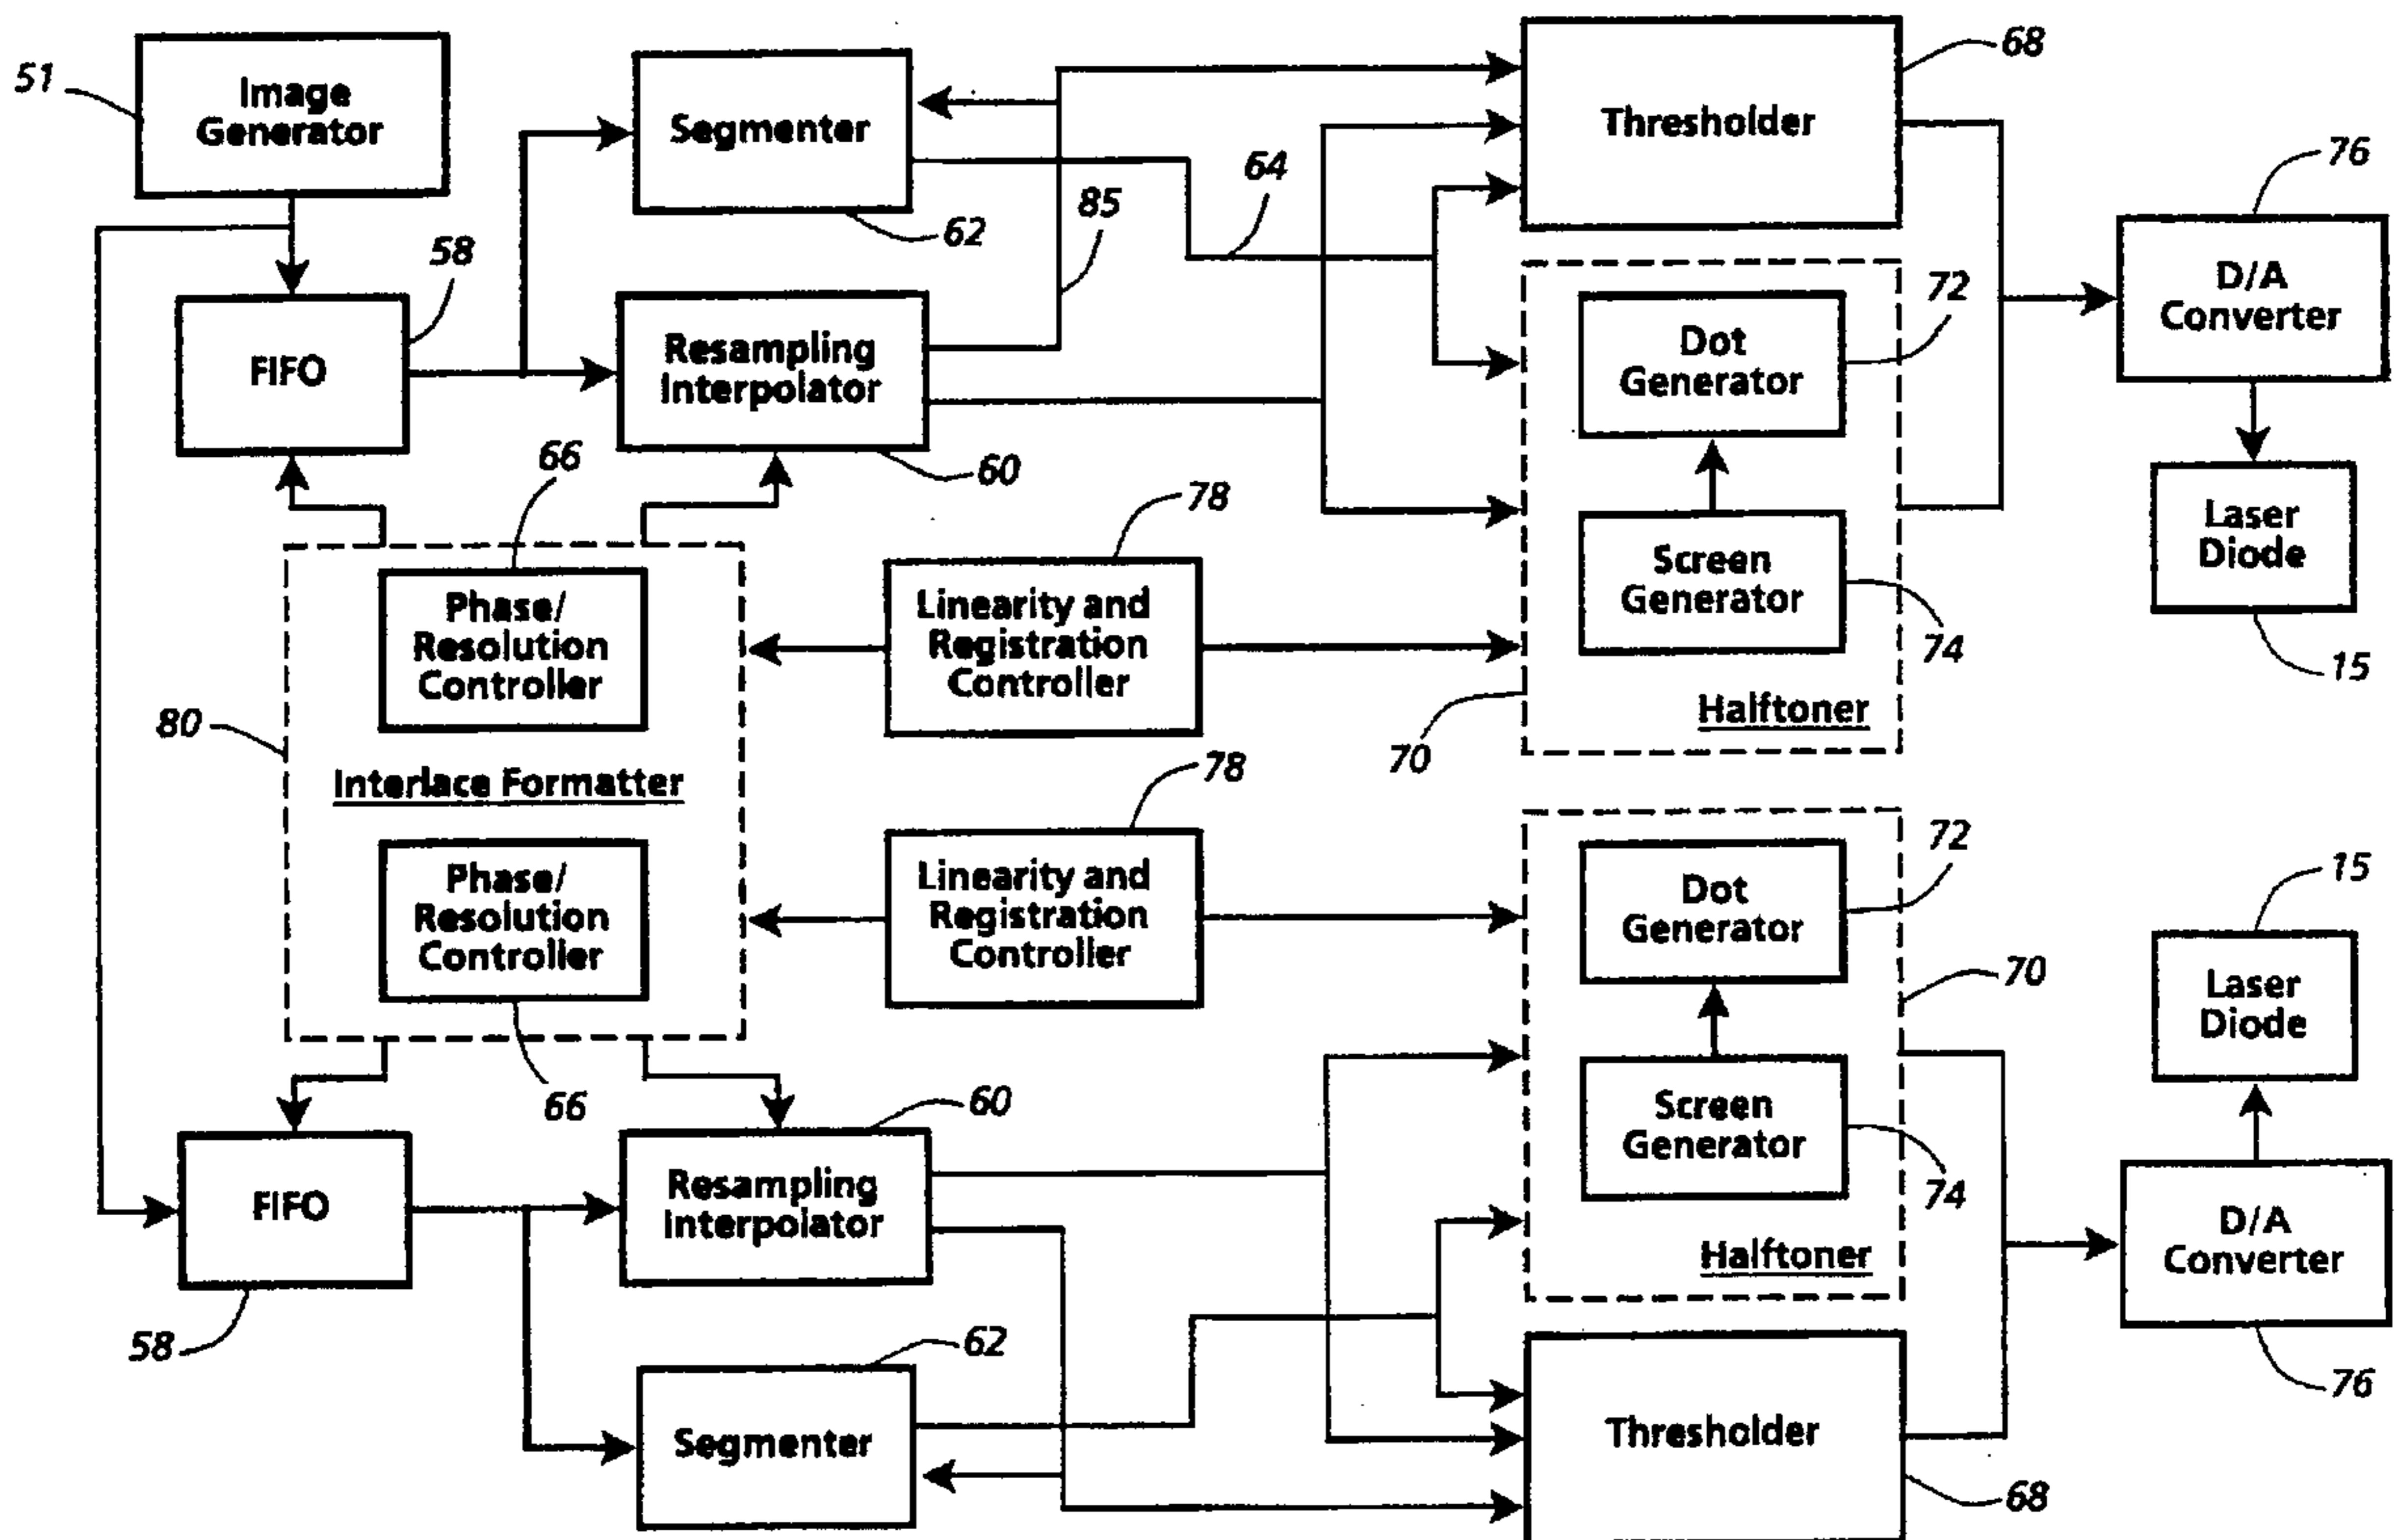 51
Image
Generator
Segmenter
62
68
Thresholder
64
85
76
D/A
Converter
58
FIFO
Resampling
Interpolator
60
72
Dot
Generator
Screen
Generator
74
Halftoner
70
Laser
Diode
15
66
Phase/
Resolution
Controller
78
Linearity and
Registration
Controller
80
Interlace Formatter
78
Linearity and
Registration
Controller
Phase/
Resolution
Controller
66
72
Dot
Generator
Screen
Generator
74
Halftoner
70
15
Laser
Diode
FIFO
58
60
Resampling
Interpolator
62
Segmenter
Thresholder
68
D/A
Converter
76